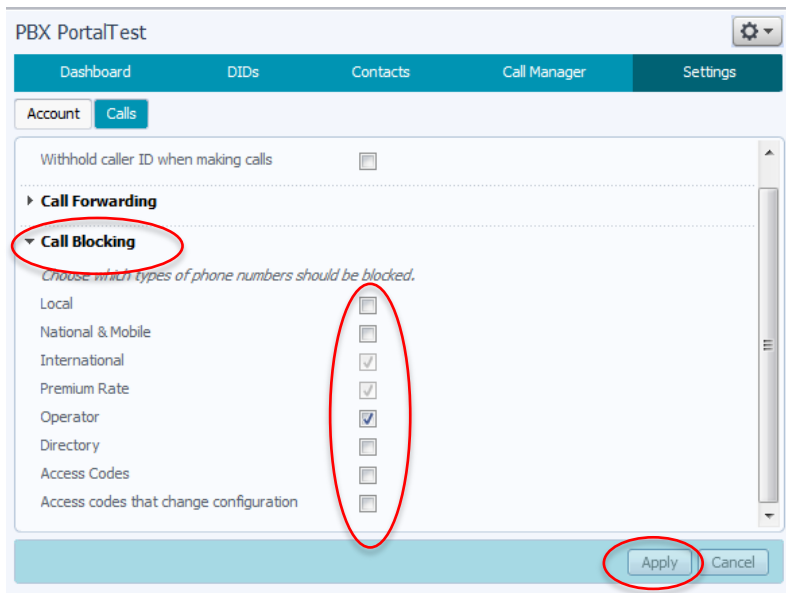 PBX PortalTest
Dashboard DIDs Contacts Call Manager Settings
Account Calls
Withhold caller ID when making calls
Call Forwarding
Call Blocking
Choose which types of phone numbers should be blocked.
Local
National & Mobile
International
Premium Rate
Operator
Directory
Access Codes
Access codes that change configuration
Apply Cancel